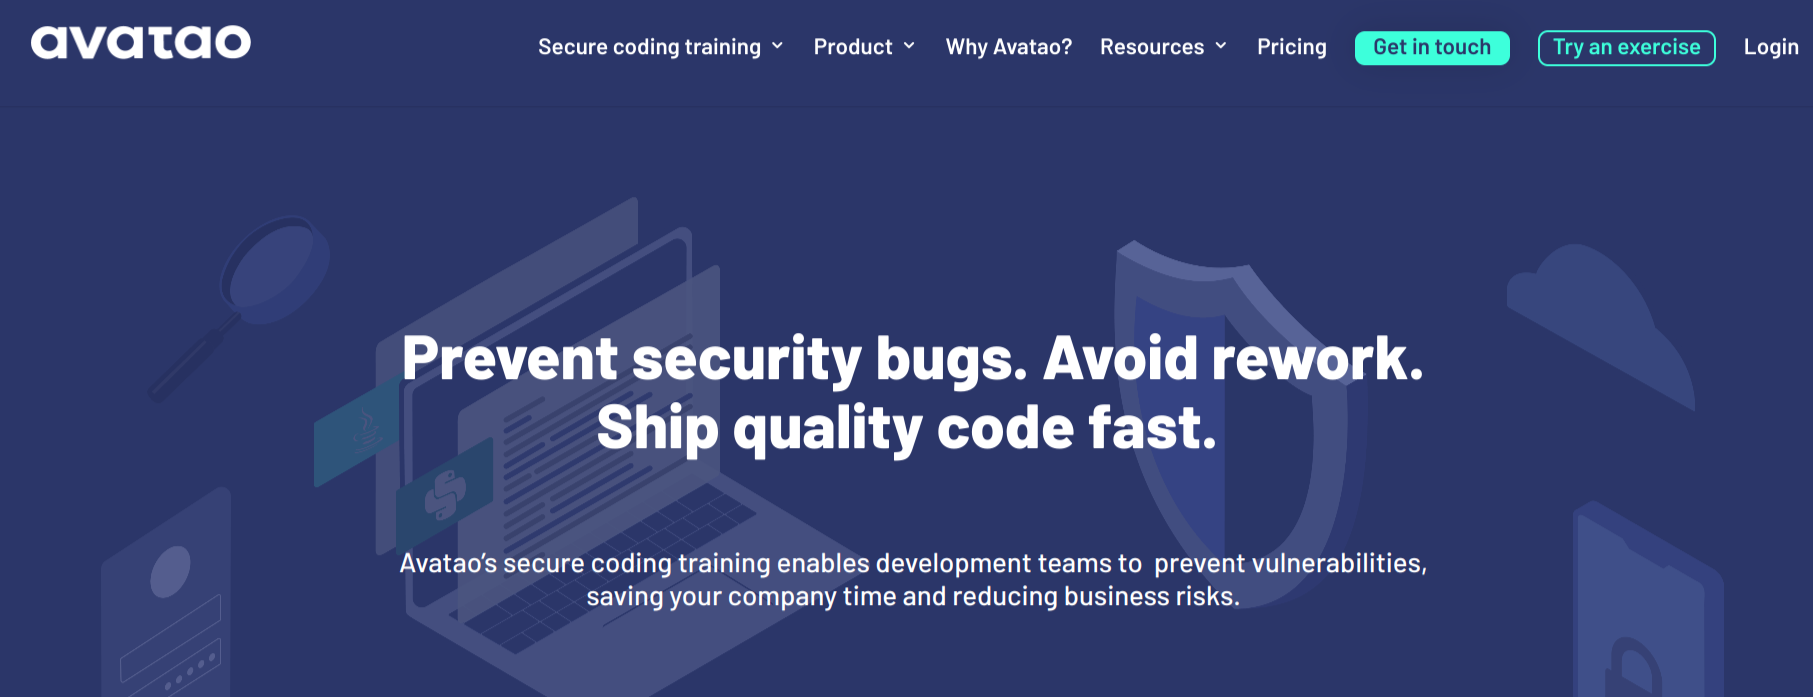 avatao
Secure coding training Product Why Avatao? Resources Pricing Get in touch Try an exercise Login
Prevent security bugs. Avoid rework.
Ship quality code fast.
Avatao’s secure coding training enables development teams to  prevent vulnerabilities,
saving your company time and reducing business risks.